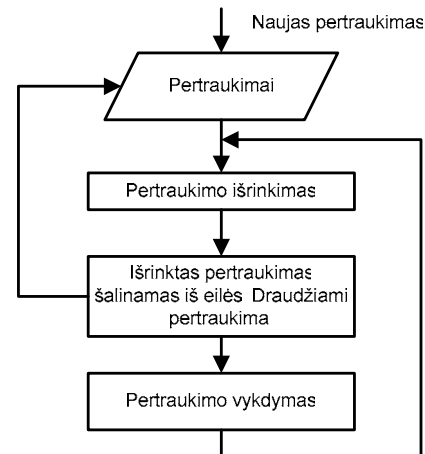 Naujas pertraukimas
Pertraukimai
Pertraukimo išrinkimas
Išrinktas pertraukimas
šalinamas iš eilės Draudžiami
pertraukima
Pertraukimo vykdymas